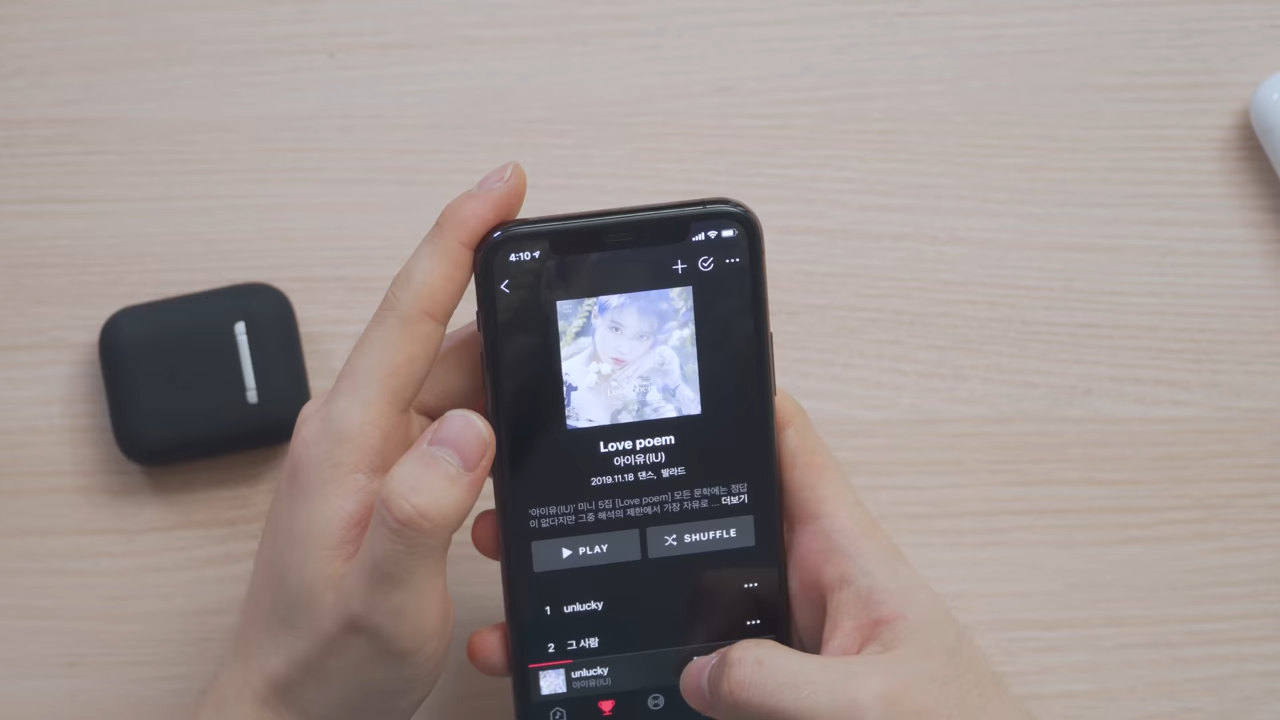 4:10
Love poem
아이유(IU)
2019.11.18 댄스, 발라드
'아이유(IU)' 미니 5집 [Love poem] 모든 문학에는 정답
이 없다지만 그중 해석의 제한에서 가장 자유로 ... 더보기
PLAY
SHUFFLE
1 unlucky
2 그 사람
unlucky
아이유(IU)